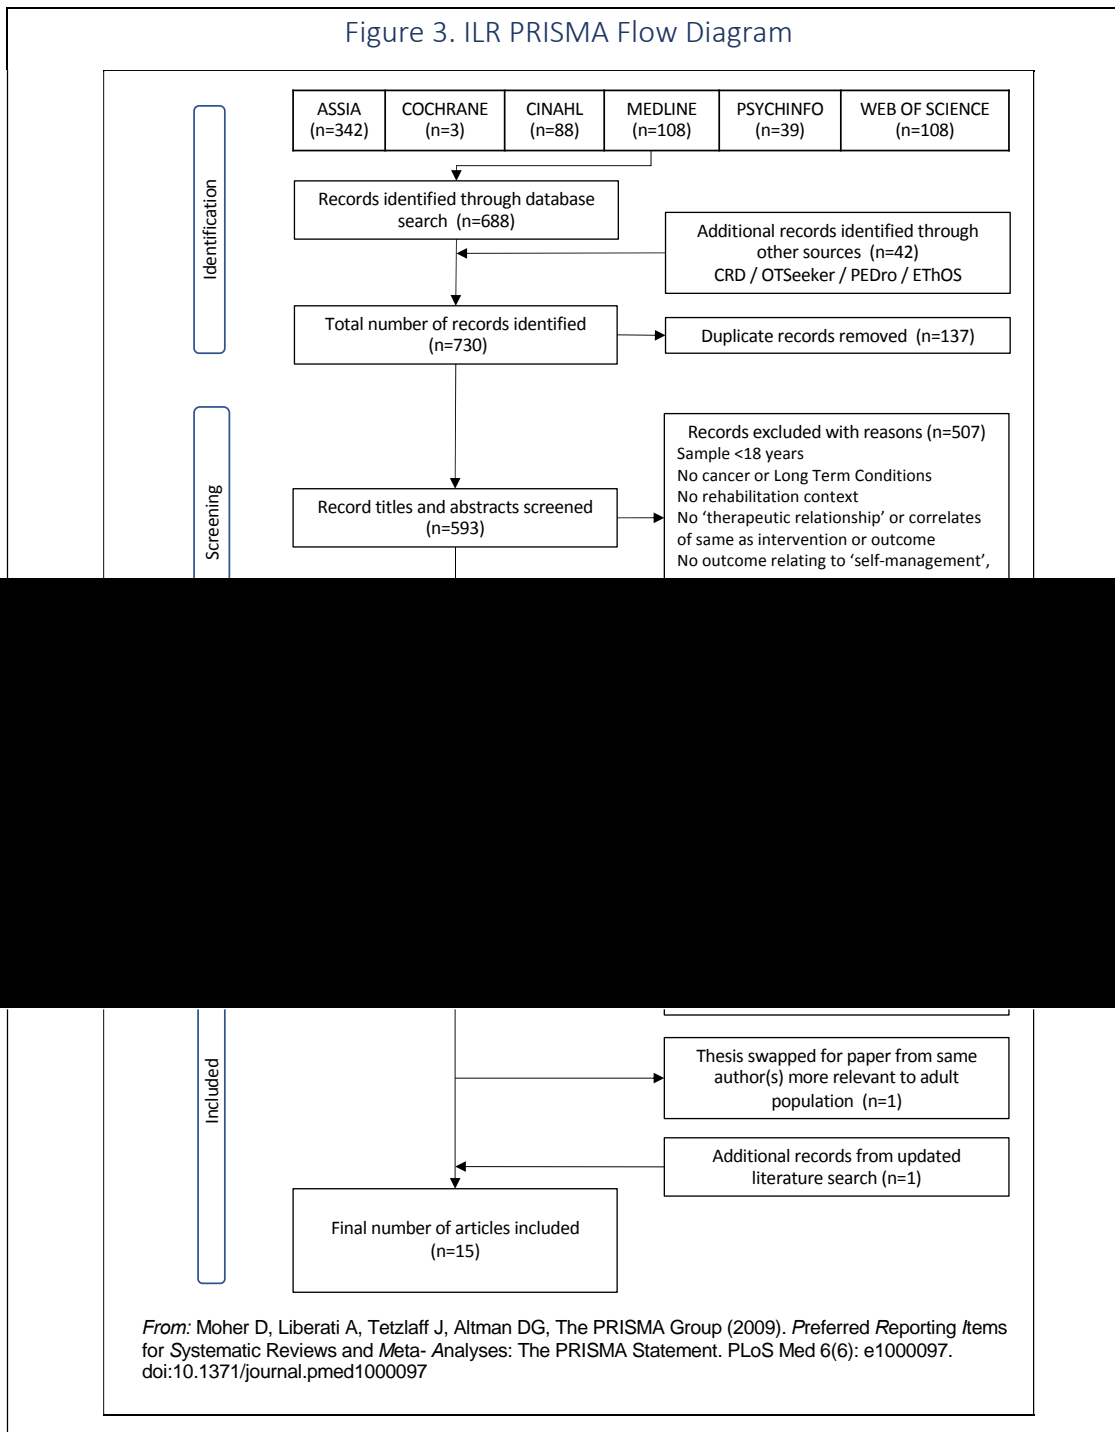 Figure 3. ILR PRISMA Flow Diagram
ASSIA
(n=342)
COCHRANE
(n=3)
CINAHL
(n=88)
MEDLINE
(n=108)
PSYCHINFO
(n=39)
WEB OF SCIENCE
(n=108)
Identification
Records identified through database
search (n=688)
Additional records identified through
other sources (n=42)
CRD / OTSeeker / PEDro / EThOS
Total number of records identified
(n=730)
Duplicate records removed (n=137)
Screening
Record titles and abstracts screened
(n=593)
Records excluded with reasons (n=507)
Sample <18 years
No cancer or Long Term Conditions
No rehabilitation context
No ‘therapeutic relationship’ or correlates
of same as intervention or outcome
No outcome relating to ‘self-management’,
Included
Thesis swapped for paper from same
author(s) more relevant to adult
population (n=1)
Additional records from updated
literature search (n=1)
Final number of articles included
(n=15)
From: Moher D, Liberati A, Tetzlaff J, Altman DG, The PRISMA Group (2009). Preferred Reporting Items
for Systematic Reviews and Meta- Analyses: The PRISMA Statement. PLoS Med 6(6): e1000097.
doi:10.1371/journal.pmed1000097